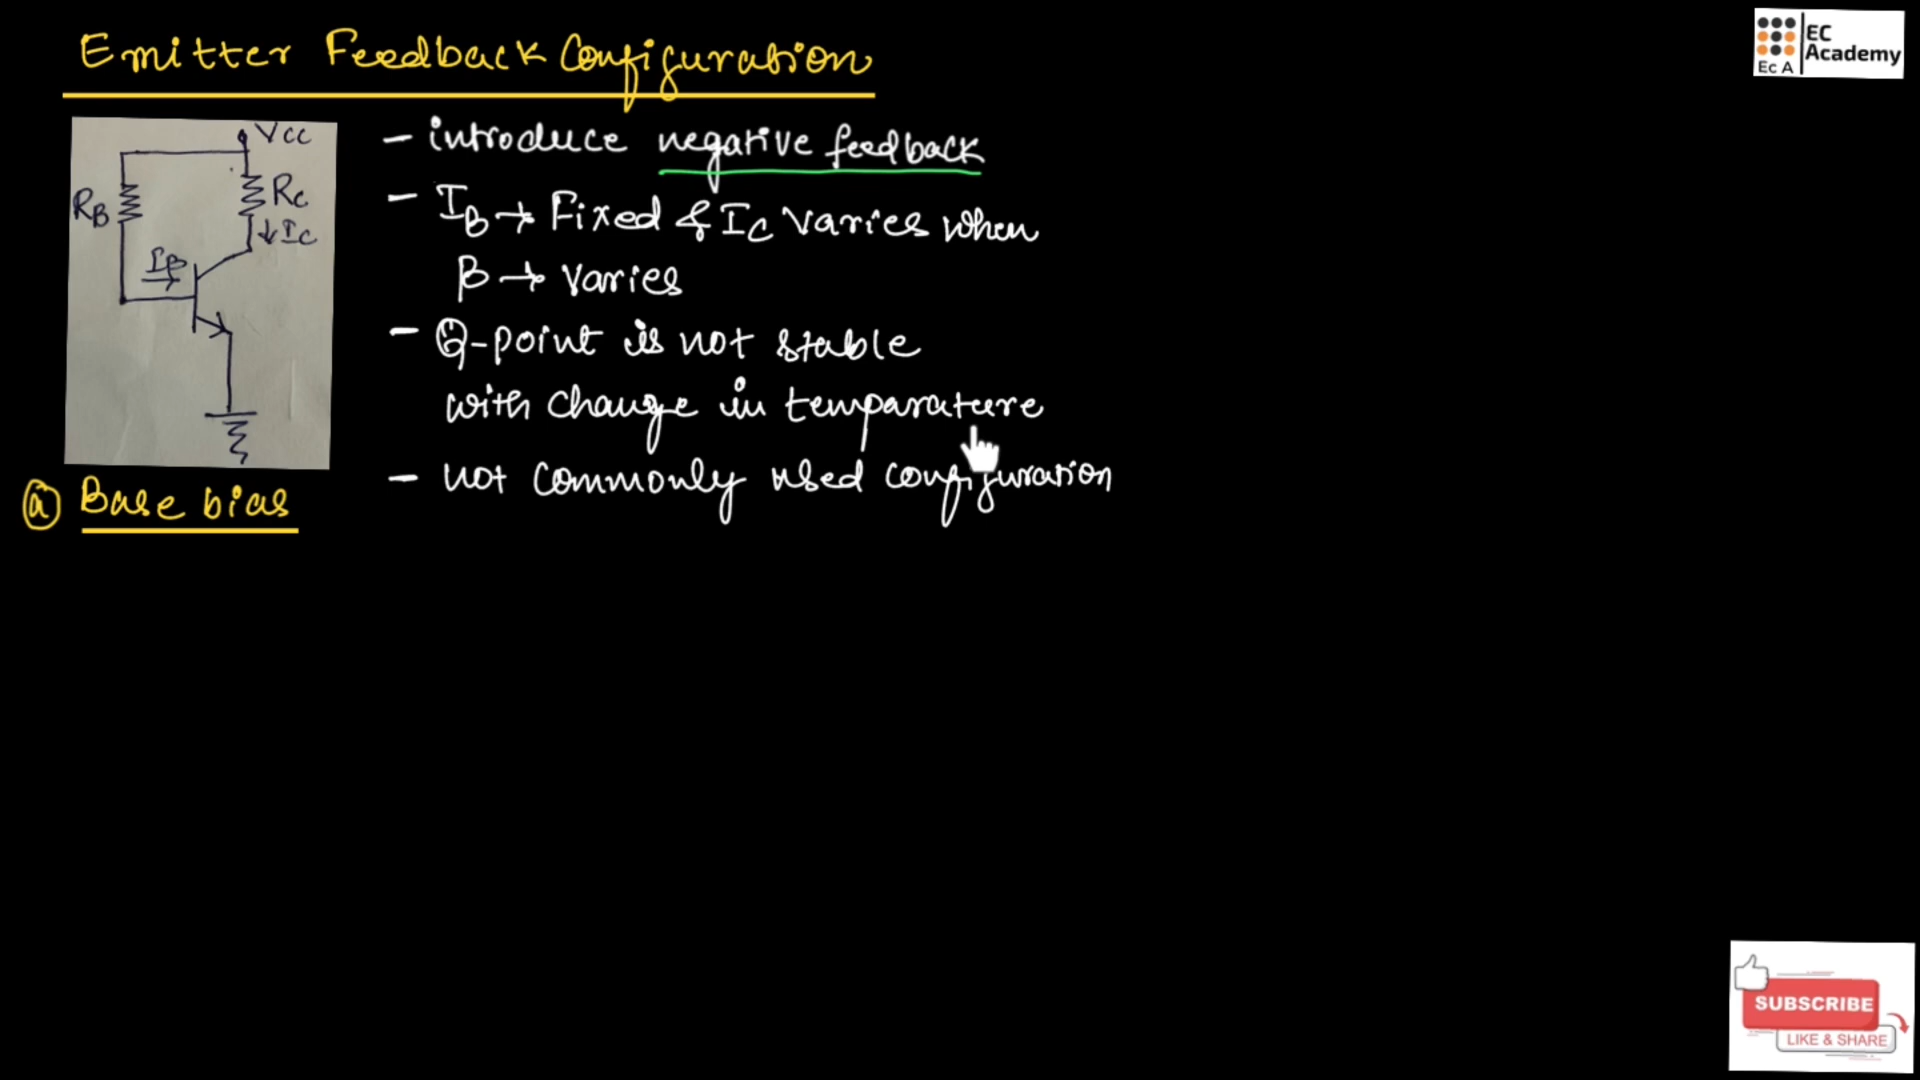 Emitter Feedback Configuration
EC
Academy
Ec A
Vcc
RB
Rc
Ic
IB
- introduce negative feedback
- IB → Fixed & IC varies when
β → varies
- Q-point is not stable
with change in temparature
- not commonly used configuration
(a) Base bias
SUBSCRIBE
LIKE & SHARE